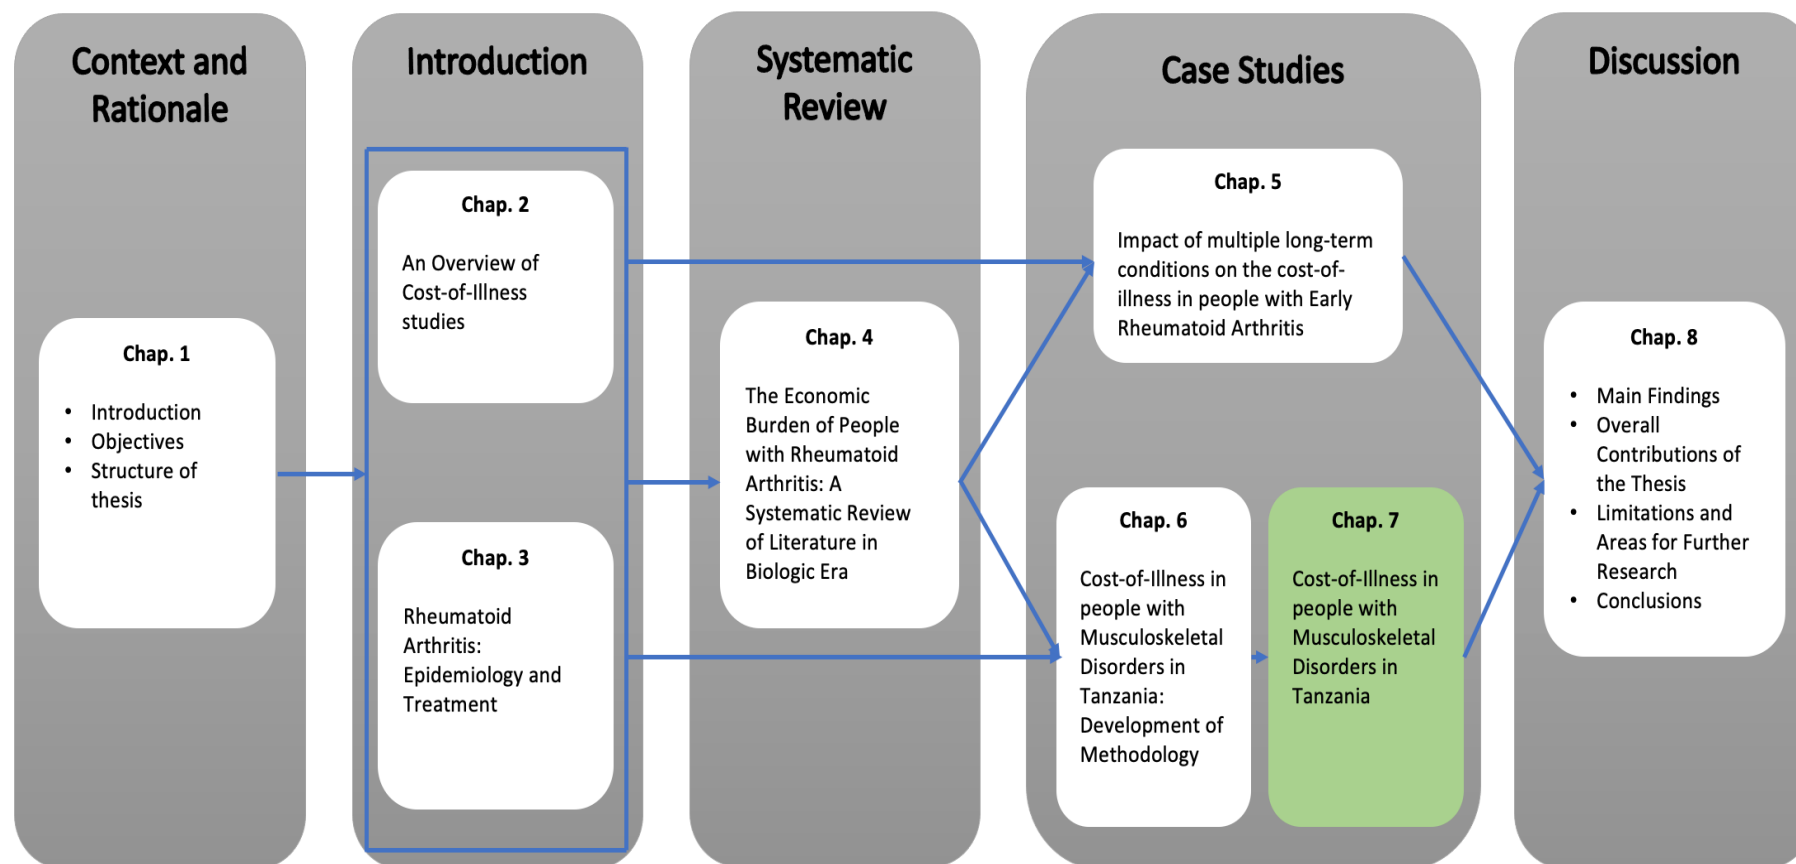 Context and
Rationale
Chap. 1
• Introduction
• Objectives
• Structure of
thesis
Introduction
Chap. 2
An Overview of
Cost-of-Illness
studies
Chap. 3
Rheumatoid
Arthritis:
Epidemiology and
Treatment
Systematic
Review
Chap. 4
The Economic
Burden of People
with Rheumatoid
Arthritis: A
Systematic Review
of Literature in
Biologic Era
Case Studies
Chap. 5
Impact of multiple long-term
conditions on the cost-of-
illness in people with Early
Rheumatoid Arthritis
Chap. 6
Cost-of-Illness in
people with
Musculoskeletal
Disorders in
Tanzania:
Development of
Methodology
Chap. 7
Cost-of-Illness in
people with
Musculoskeletal
Disorders in
Tanzania
Discussion
Chap. 8
• Main Findings
• Overall
Contributions of
the Thesis
• Limitations and
Areas for Further
Research
• Conclusions